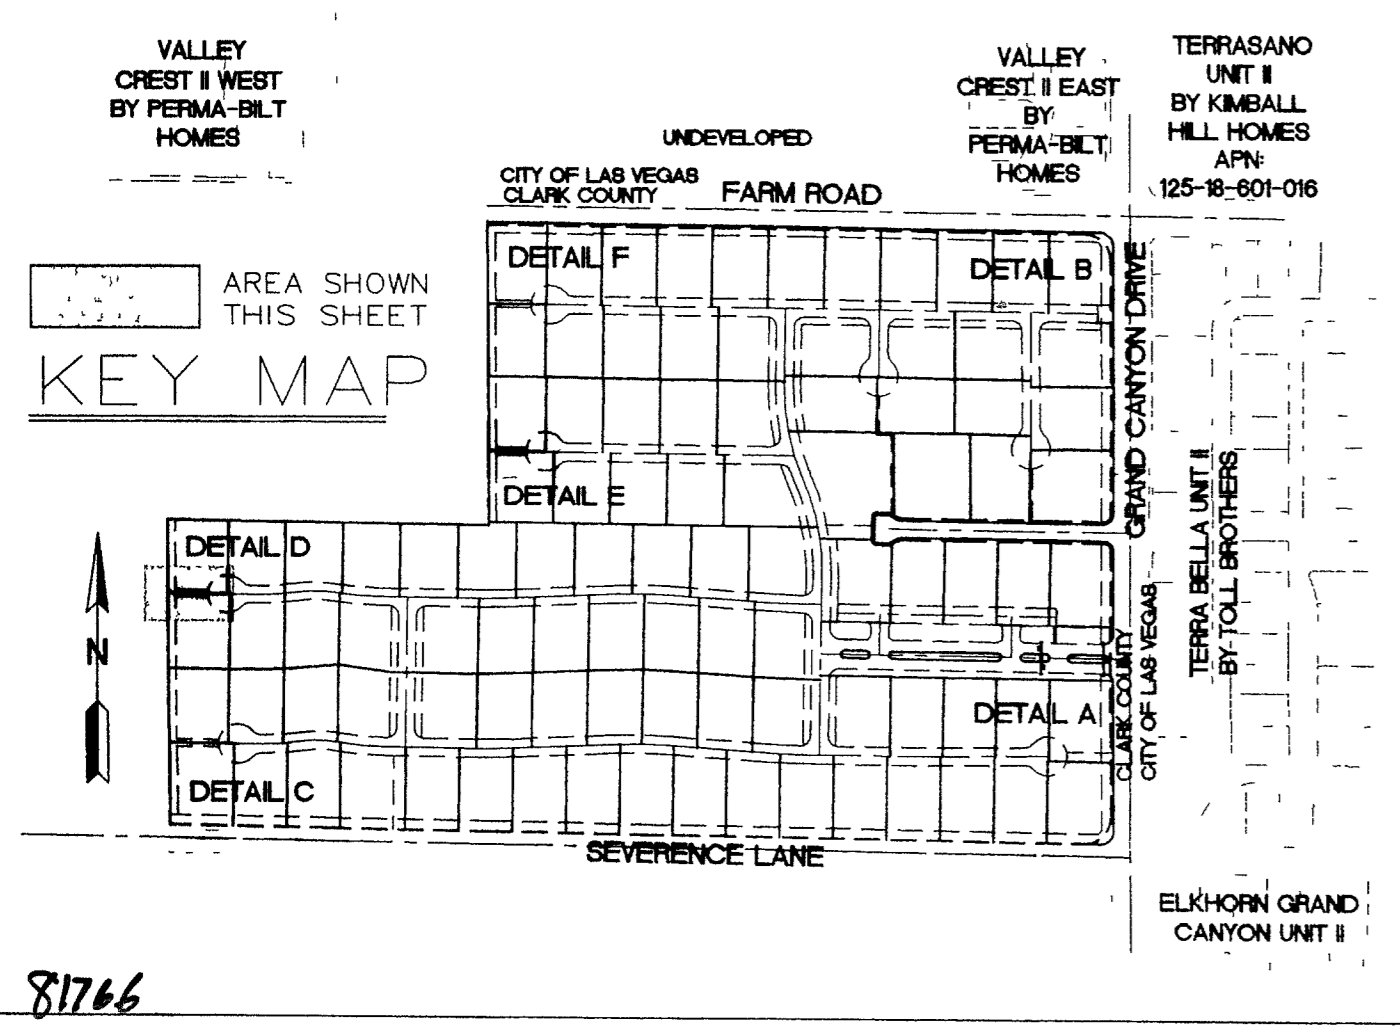 VALLEY
CREST II WEST
BY PERMA-BILT
HOMES
VALLEY
CREST II EAST
BY
PERMA-BILT
HOMES
TERRASANO
UNIT II
BY KIMBALL
HILL HOMES
APN:
125-18-601-016
UNDEVELOPED
CITY OF LAS VEGAS
CLARK COUNTY
FARM ROAD
AREA SHOWN
THIS SHEET
KEY MAP
DETAIL F
DETAIL B
GRAND CANYON DRIVE
DETAIL E
DETAIL D
TERRA BELLA UNIT II
BY TOLL BROTHERS
N
CLARK COUNTY
CITY OF LAS VEGAS
DETAIL A
DETAIL C
SEVERENCE LANE
ELKHORN GRAND
CANYON UNIT II
81766